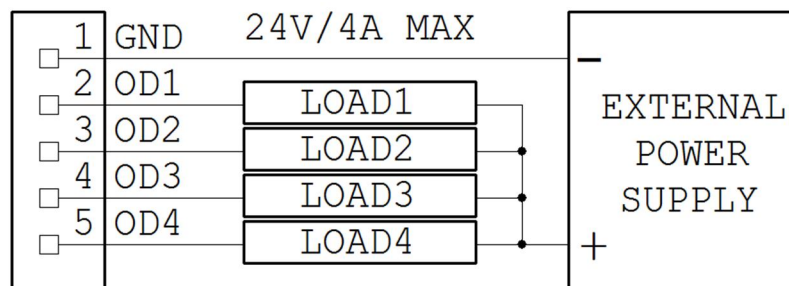 1 GND 24V/4A MAX
−
2 OD1 LOAD1
EXTERNAL
3 OD2 LOAD2
POWER
4 OD3 LOAD3
SUPPLY
5 OD4 LOAD4
+